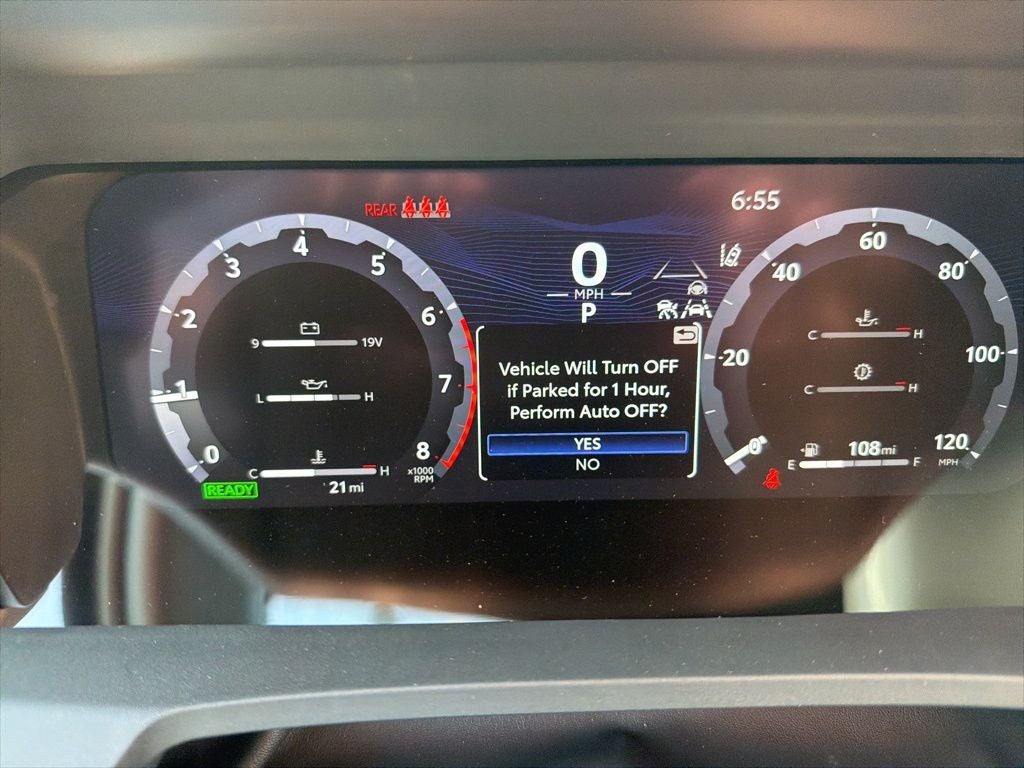 REAR
6:55
4
3
5
2
6
1
7
0
8
x1000
RPM
9
19V
L
H
C
H
READY
21 mi
0
MPH
P
Vehicle Will Turn OFF
if Parked for 1 Hour,
Perform Auto OFF?
YES
NO
60
40
80
20
100
0
120
MPH
C
H
C
H
108mi
E
F